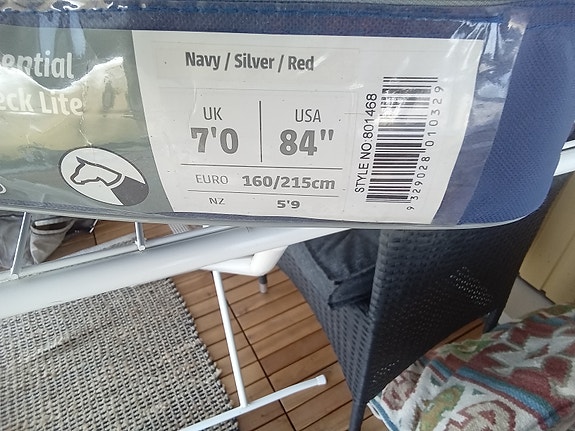 Navy / Silver / Red
ential
eck Lite
UK
7'0
USA
84"
EURO 160/215cm
NZ 5'9
STYLE NO:801468
9 329028 010329